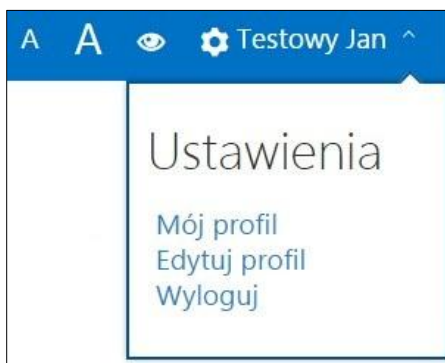 A A Testowy Jan
Ustawienia
Mój profil
Edytuj profil
Wyloguj